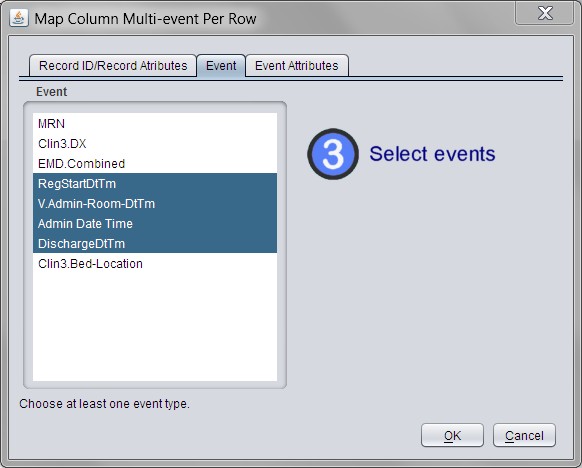 Map Column Multi-event Per Row
Record ID/Record Atributes
Event
Event Attributes
Event
MRN
Clin3.DX
EMD.Combined
RegStartDtTm
V.Admin-Room-DtTm
Admin Date Time
DischargeDtTm
Clin3.Bed-Location
3 Select events
Choose at least one event type.
OK
Cancel